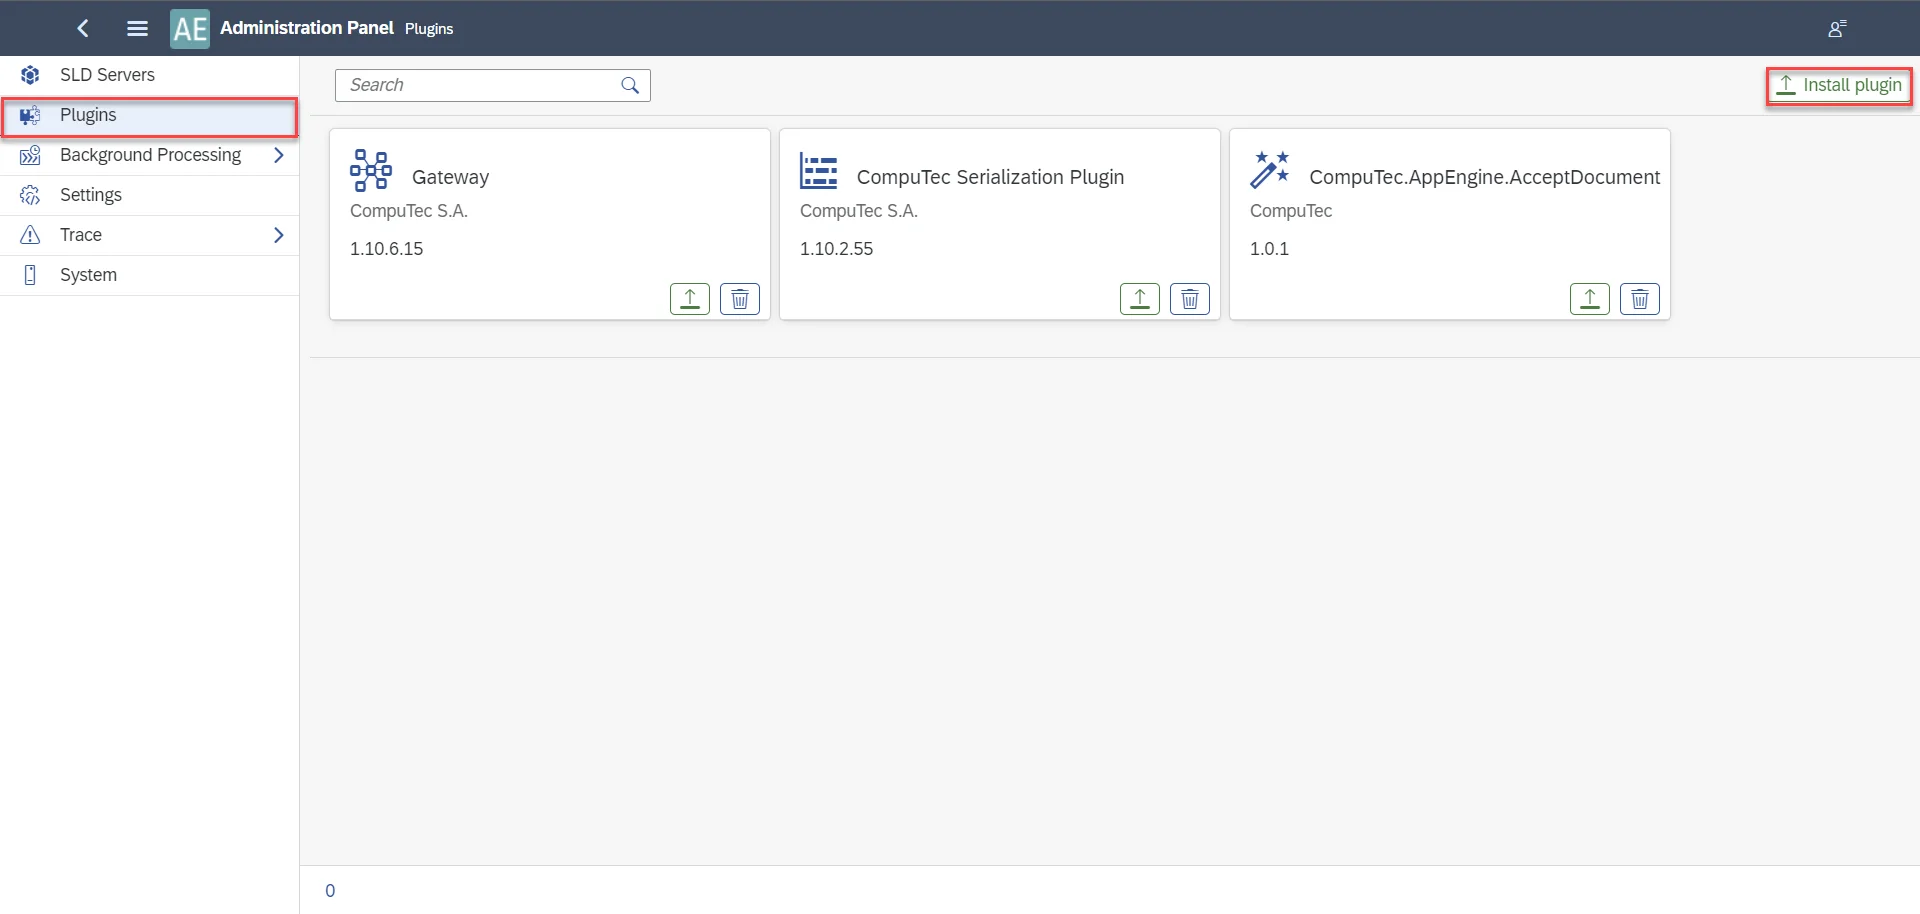 AE Administration Panel Plugins
SLD Servers
Plugins
Background Processing
Settings
Trace
System
Search
Install plugin
Gateway
CompuTec S.A.
1.10.6.15
CompuTec Serialization Plugin
CompuTec S.A.
1.10.2.55
CompuTec.AppEngine.AcceptDocument
CompuTec
1.0.1
0